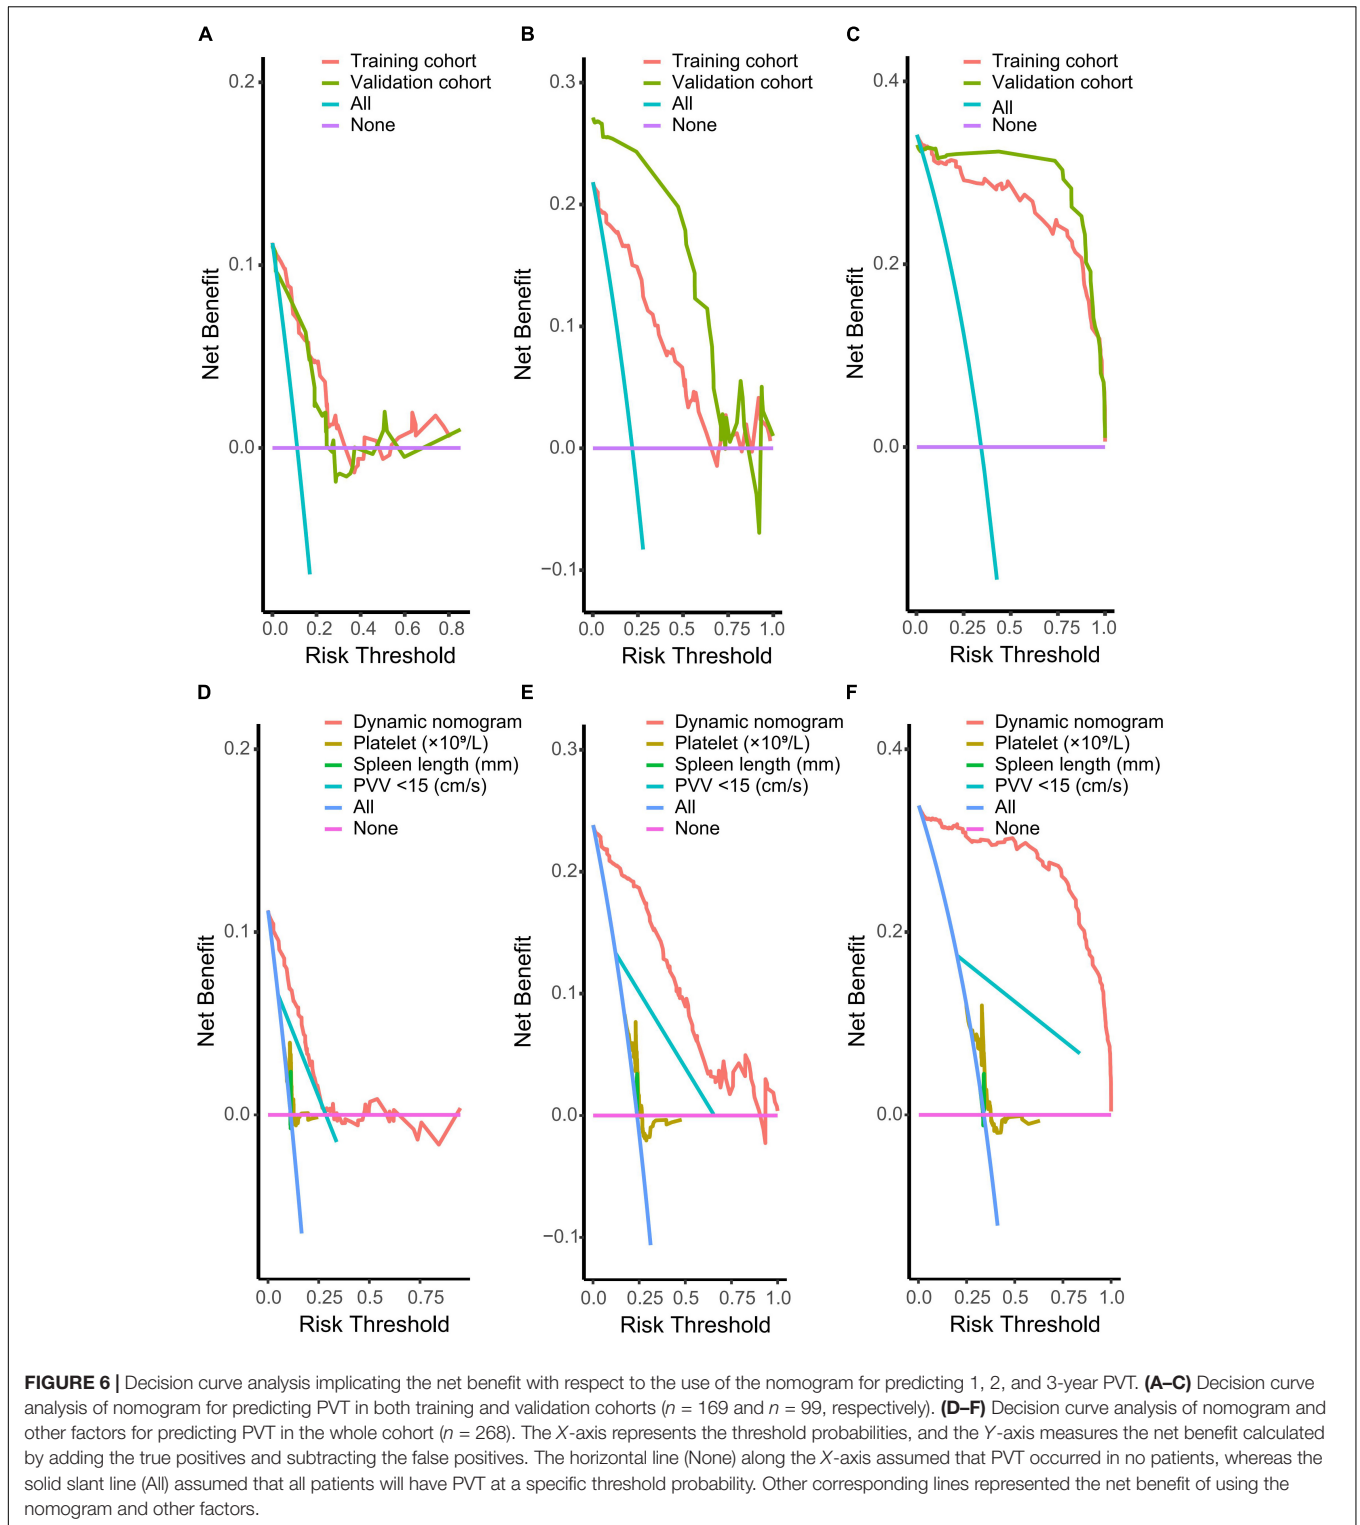 A
Training cohort
Validation cohort
All
None
0.2
0.1
0.0
Net Benefit
0.0 0.2 0.4 0.6 0.8
Risk Threshold
B
Training cohort
Validation cohort
All
None
0.3
0.2
0.1
0.0
−0.1
Net Benefit
0.0 0.25 0.5 0.75 1.0
Risk Threshold
C
Training cohort
Validation cohort
All
None
0.4
0.2
0.0
Net Benefit
0.0 0.25 0.5 0.75 1.0
Risk Threshold
D
Dynamic nomogram
Platelet (×10⁹/L)
Spleen length (mm)
PVV <15 (cm/s)
All
None
0.2
0.1
0.0
Net Benefit
0.0 0.25 0.5 0.75
Risk Threshold
E
Dynamic nomogram
Platelet (×10⁹/L)
Spleen length (mm)
PVV <15 (cm/s)
All
None
0.3
0.2
0.1
0.0
−0.1
Net Benefit
0.0 0.25 0.5 0.75 1.0
Risk Threshold
F
Dynamic nomogram
Platelet (×10⁹/L)
Spleen length (mm)
PVV <15 (cm/s)
All
None
0.4
0.2
0.0
Net Benefit
0.0 0.25 0.5 0.75 1.0
Risk Threshold
FIGURE 6 | Decision curve analysis implicating the net benefit with respect to the use of the nomogram for predicting 1, 2, and 3-year PVT. (A–C) Decision curve
analysis of nomogram for predicting PVT in both training and validation cohorts (n = 169 and n = 99, respectively). (D–F) Decision curve analysis of nomogram and
other factors for predicting PVT in the whole cohort (n = 268). The X-axis represents the threshold probabilities, and the Y-axis measures the net benefit calculated
by adding the true positives and subtracting the false positives. The horizontal line (None) along the X-axis assumed that PVT occurred in no patients, whereas the
solid slant line (All) assumed that all patients will have PVT at a specific threshold probability. Other corresponding lines represented the net benefit of using the
nomogram and other factors.